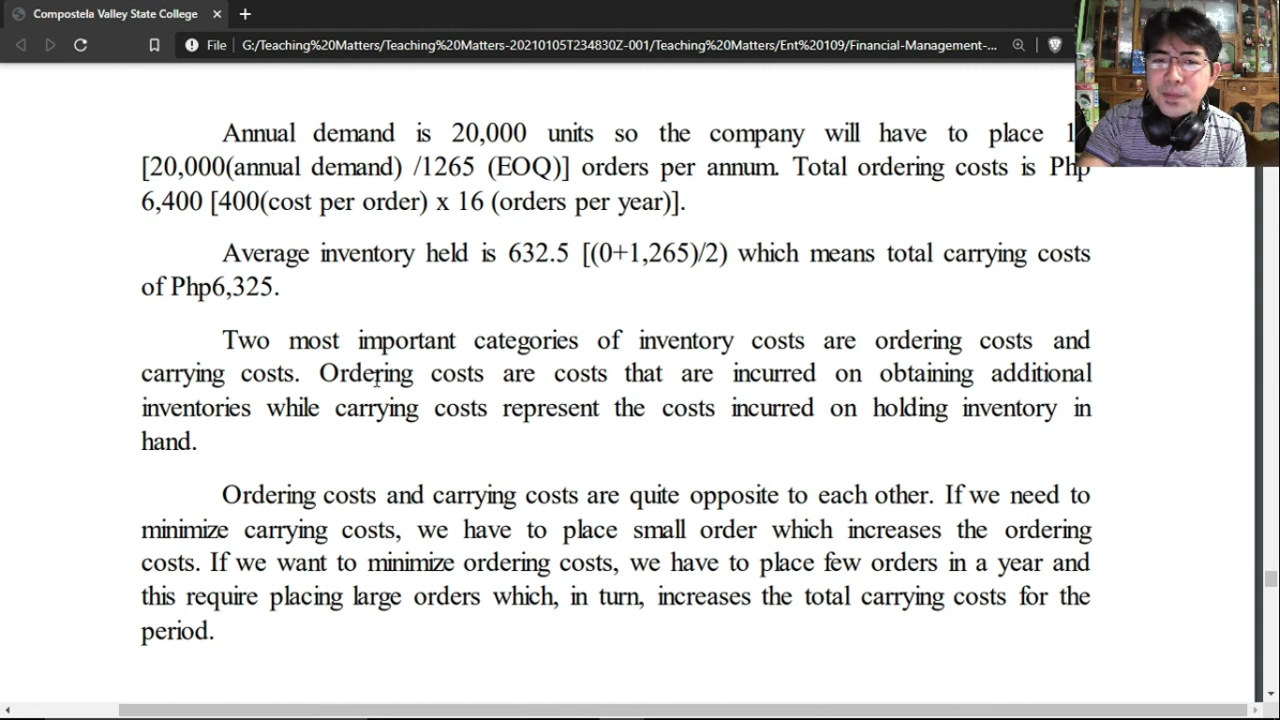 Compostela Valley State College
File G:/Teaching%20Matters/Teaching%20Matters-20210105T234830Z-001/Teaching%20Matters/Ent%20109/Financial-Management-...
Annual demand is 20,000 units so the company will have to place
[20,000(annual demand) /1265 (EOQ)] orders per annum. Total ordering costs is Php
6,400 [400(cost per order) x 16 (orders per year)].
Average inventory held is 632.5 [(0+1,265)/2) which means total carrying costs
of Php6,325.
Two most important categories of inventory costs are ordering costs and
carrying costs. Ordering costs are costs that are incurred on obtaining additional
inventories while carrying costs represent the costs incurred on holding inventory in
hand.
Ordering costs and carrying costs are quite opposite to each other. If we need to
minimize carrying costs, we have to place small order which increases the ordering
costs. If we want to minimize ordering costs, we have to place few orders in a year and
this require placing large orders which, in turn, increases the total carrying costs for the
period.